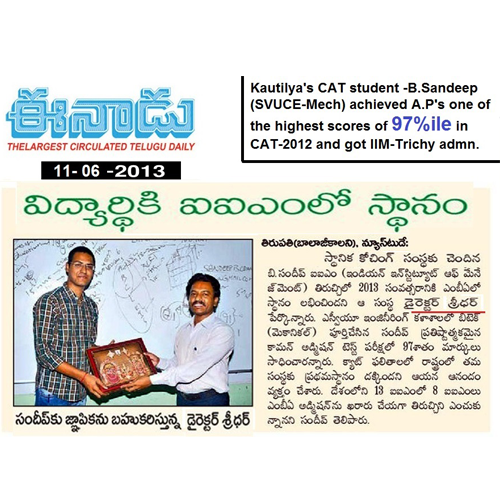 ఈనాడు
THELARGEST CIRCULATED TELUGU DAILY
11- 06 -2013
Kautilya's CAT student -B.Sandeep
(SVUCE-Mech) achieved A.P's one of
the highest scores of 97%ile in
CAT-2012 and got IIM-Trichy admn.
విద్యార్థికి ఐఐఎంలో స్థానం
సందీప్‌కు జ్ఞాపికను బహుకరిస్తున్న డైరెక్టర్ శ్రీధర్
తిరుపతి(బాలాజీకాలని), న్యూస్‌టుడే:
స్థానిక కోచింగ్ సంస్థకు చెందిన
బి.సందీప్ ఐఐఎం (ఇండియన్ ఇన్‌స్టిట్యూట్ ఆఫ్ మేనే
జ్‌మెంట్) తిరుచ్చిలో 2013 సంవత్సరానికి ఎంబీఏలో
స్థానం లభించిందని ఆ సంస్థ డైరెక్టర్ శ్రీధర్
పేర్కొన్నారు. ఎస్వీయూ ఇంజినీరింగ్ కళాశాలలో బీటెక్
(మెకానికల్) పూర్తిచేసిన సందీప్ ప్రతిష్టాత్మకమైన
కామన్ అడ్మిషన్ టెస్ట్ పరీక్షలో 97శాతం మార్కులు
సాధించారన్నారు. క్యాట్ ఫలితాలలో రాష్ట్రంలో తమ
సంస్థకు ప్రథమస్థానం దక్కిందని ఆయన ఆనందం
వ్యక్తం చేశారు. దేశంలోని 13 ఐఐఎంలో 8 ఐఐఎంలు
ఎంబీఏ అడ్మిషన్‌ను ఖరారు చేయగా తిరుచ్చిని ఎంచుకు
న్నానని సందీప్ తెలిపారు.